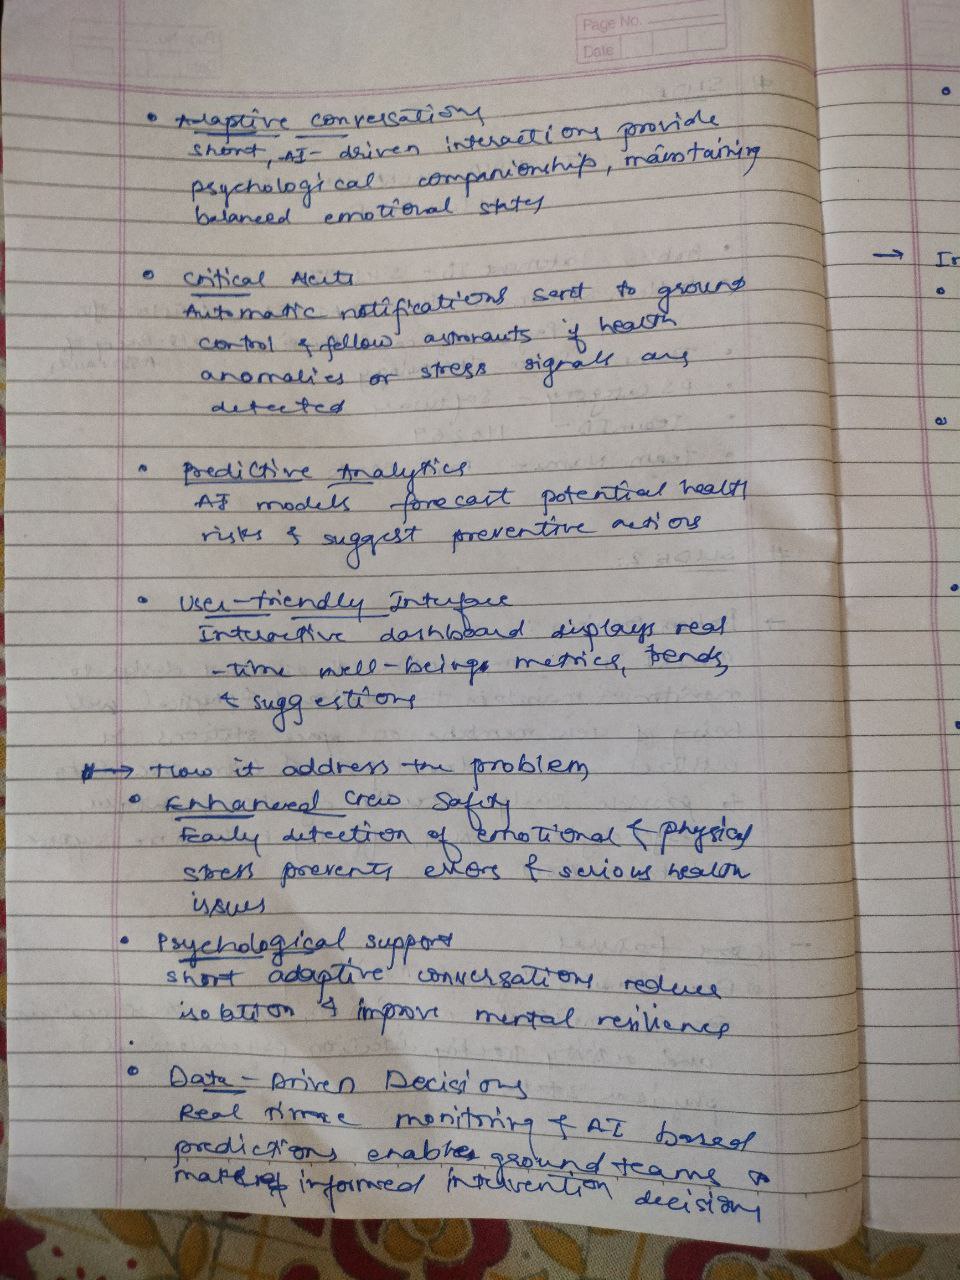 Page No.
Date
• Adaptive conversations
short, AI-driven interactions provide
psychological companionship, maintaining
balanced emotional states
• Critical Alerts
Automatic notifications sent to ground
control & fellow astronauts if health
anomalies or stress signals are
detected
• Predictive Analytics
AI models forecast potential health
risks & suggest preventive actions
• User-friendly Interface
Interactive dashboard displays real
-time well-being metrics, trends,
& suggestions
→ How it address the problem
• Enhanced Crew Safety
Early detection of emotional & physical
stress prevents errors & serious health
issues
• Psychological support
short adaptive conversations reduce
isolation & improve mental resilience
• Data-Driven Decisions
Real time monitoring & AI based
predictions enables ground teams to
informed intervention decisions
→ In